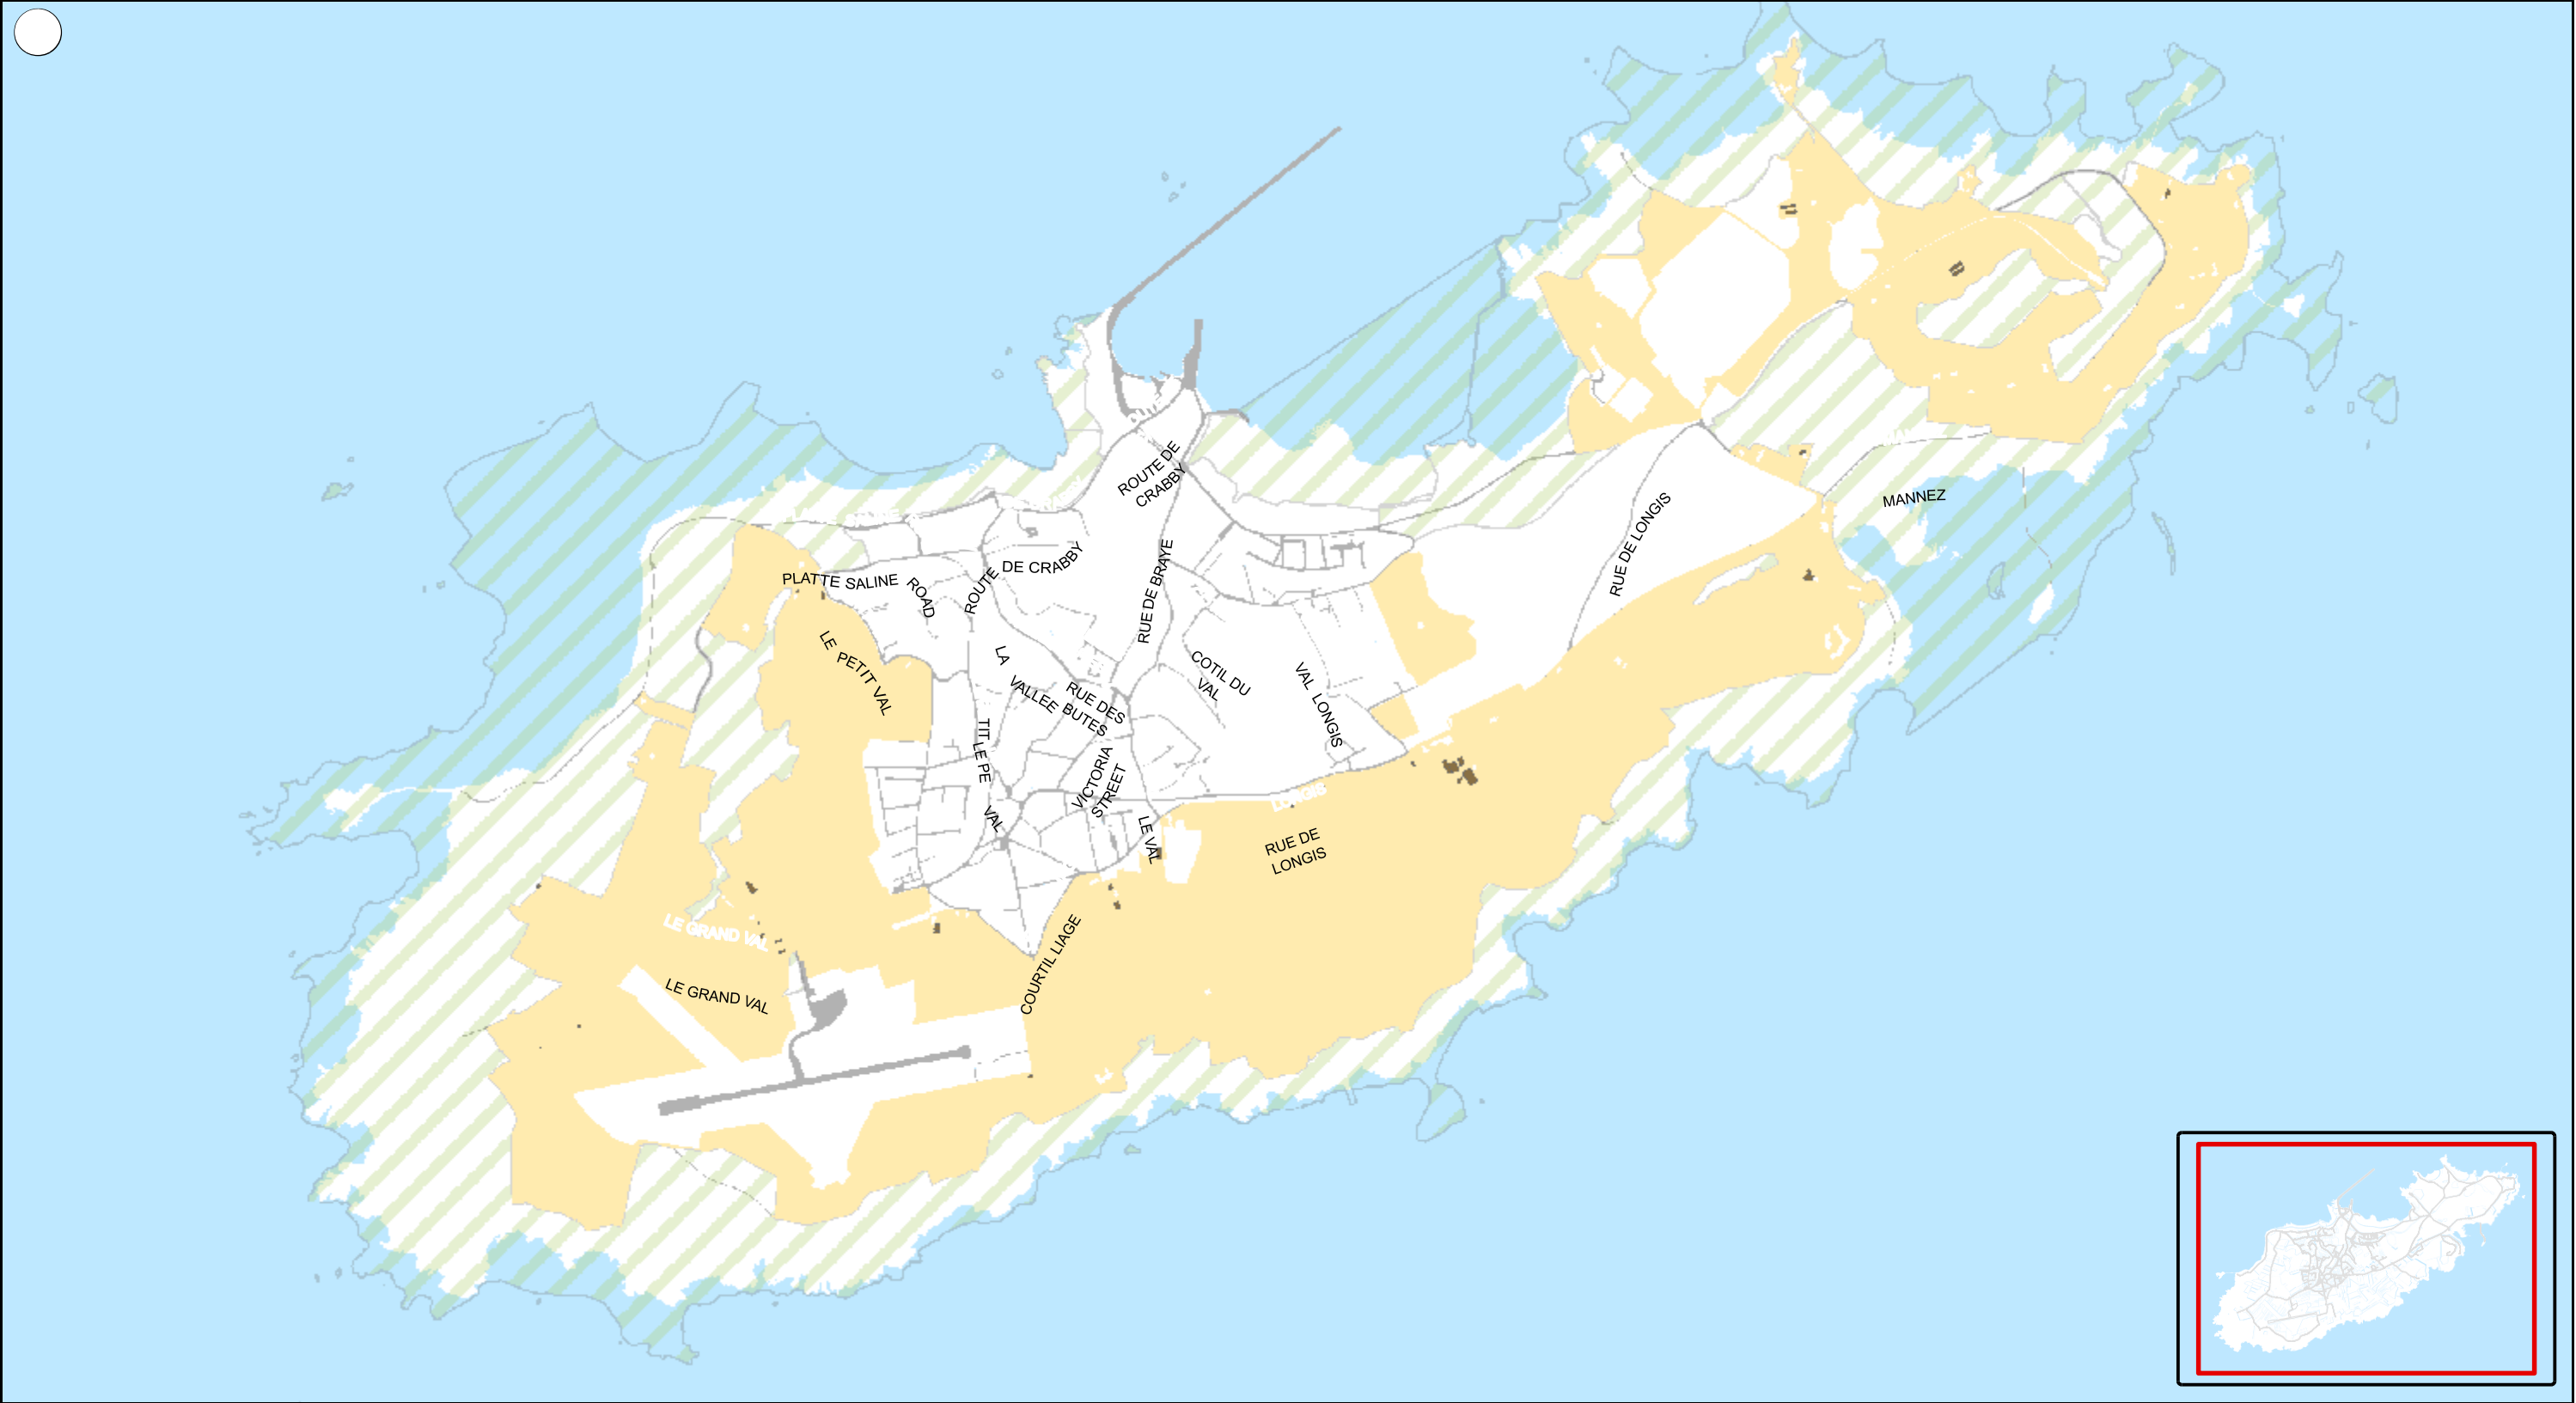 ROUTE DE
CRABBY
MANNEZ
RUE DE LONGIS
DE CRABBY
ROUTE
PLATTE SALINE
ROAD
RUE DE BRAYE
LE PETIT VAL
LA
VALLEE
RUE DES
BUTES
COTIL DU
VAL
VAL LONGIS
TIT
LE PE
VAL
VICTORIA
STREET
LE VAL
LONGIS
RUE DE
LONGIS
LE GRAND VAL
LE GRAND VAL
COURTIL LIAGE